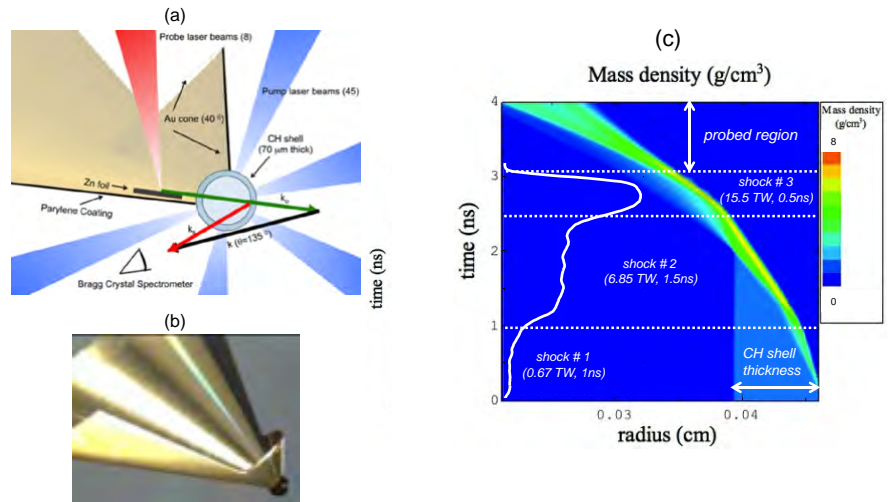 (a)
Probe laser beams (8)
Pump laser beams (45)
Au cone (40 º)
CH shell
(70 μm thick)
Zn foil
Parylene Coating
k₀
kₛ
k (θ=135 º)
Bragg Crystal Spectrometer
(b)
time (ns)
(c)
Mass density (g/cm³)
4
3
2
1
0
time (ns)
probed region
shock # 3
(15.5 TW, 0.5ns)
shock # 2
(6.85 TW, 1.5ns)
shock # 1
(0.67 TW, 1ns)
CH shell
thickness
0.03
0.04
radius (cm)
Mass density
(g/cm³)
8
0